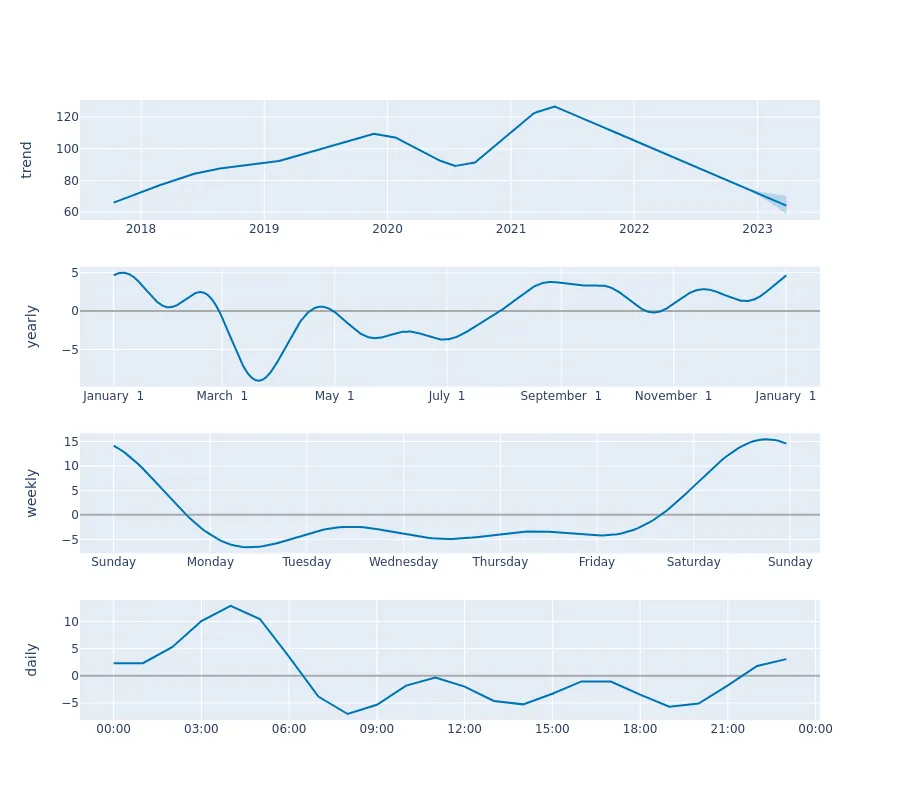 trend
120
100
80
60
2018 2019 2020 2021 2022 2023
yearly
5
0
−5
January 1 March 1 May 1 July 1 September 1 November 1 January 1
weekly
15
10
5
0
−5
Sunday Monday Tuesday Wednesday Thursday Friday Saturday Sunday
daily
10
5
0
−5
00:00 03:00 06:00 09:00 12:00 15:00 18:00 21:00 00:00